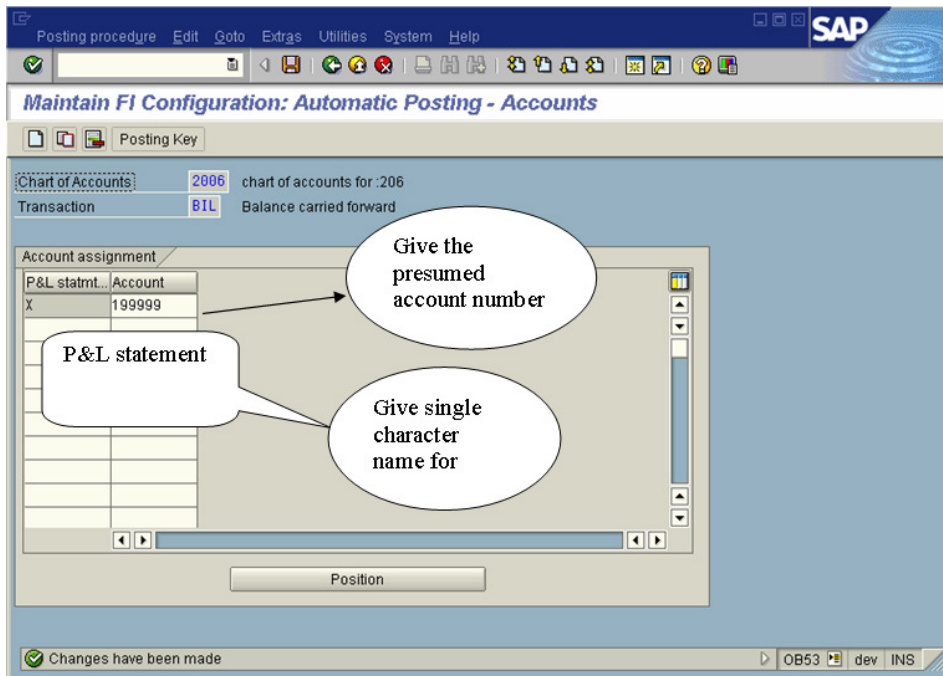 Posting procedure Edit Goto Extras Utilities System Help
SAP
Maintain FI Configuration: Automatic Posting - Accounts
Posting Key
Chart of Accounts 2006 chart of accounts for :206
Transaction BIL Balance carried forward
Account assignment
P&L statmt... Account
X 199999
Give the
presumed
account number
P&L statement
Give single
character
name for
Position
Changes have been made
OB53 dev INS